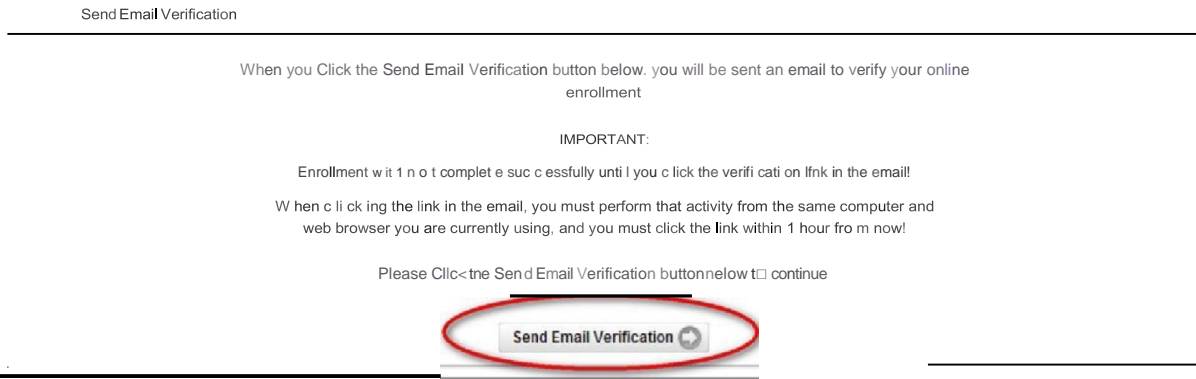 Send Email Verification
When you Click the Send Email Verification button below. you will be sent an email to verify your online
enrollment
IMPORTANT:
Enrollment w it 1 n o t complet e suc c essfully unti l you c lick the verifi cati on lfnk in the email!
W hen c li ck ing the link in the email, you must perform that activity from the same computer and
web browser you are currently using, and you must click the link within 1 hour fro m now!
Please Cllc< tne Sen d Email Verification buttonnelow t□ continue
Send Email Verification